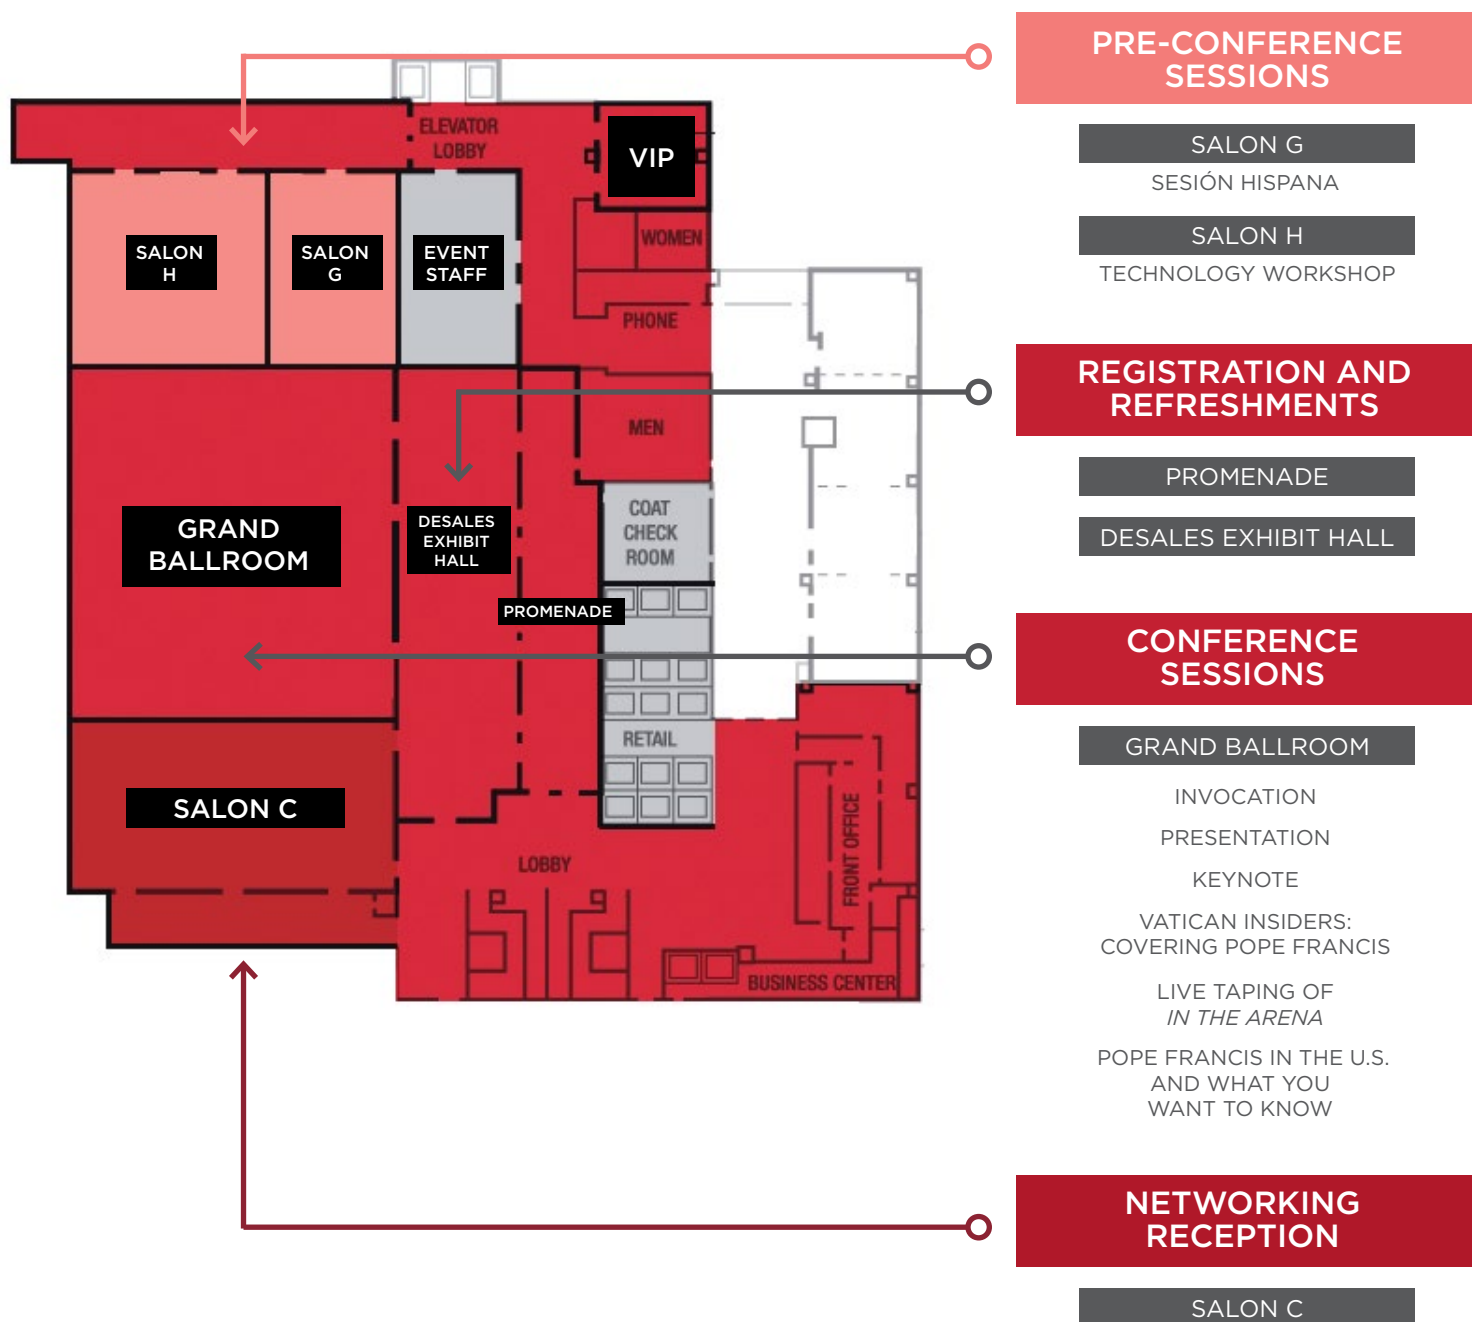 PRE-CONFERENCE
SESSIONS
SALON G
SESIÓN HISPANA
SALON H
TECHNOLOGY WORKSHOP
REGISTRATION AND
REFRESHMENTS
PROMENADE
DESALES EXHIBIT HALL
CONFERENCE
SESSIONS
GRAND BALLROOM
INVOCATION
PRESENTATION
KEYNOTE
VATICAN INSIDERS:
COVERING POPE FRANCIS
LIVE TAPING OF
IN THE ARENA
POPE FRANCIS IN THE U.S.
AND WHAT YOU
WANT TO KNOW
NETWORKING
RECEPTION
SALON C
ELEVATOR
LOBBY
VIP
WOMEN
SALON
H
SALON
G
EVENT
STAFF
PHONE
MEN
GRAND
BALLROOM
DESALES
EXHIBIT
HALL
COAT
CHECK
ROOM
PROMENADE
RETAIL
SALON C
LOBBY
FRONT OFFICE
BUSINESS CENTER